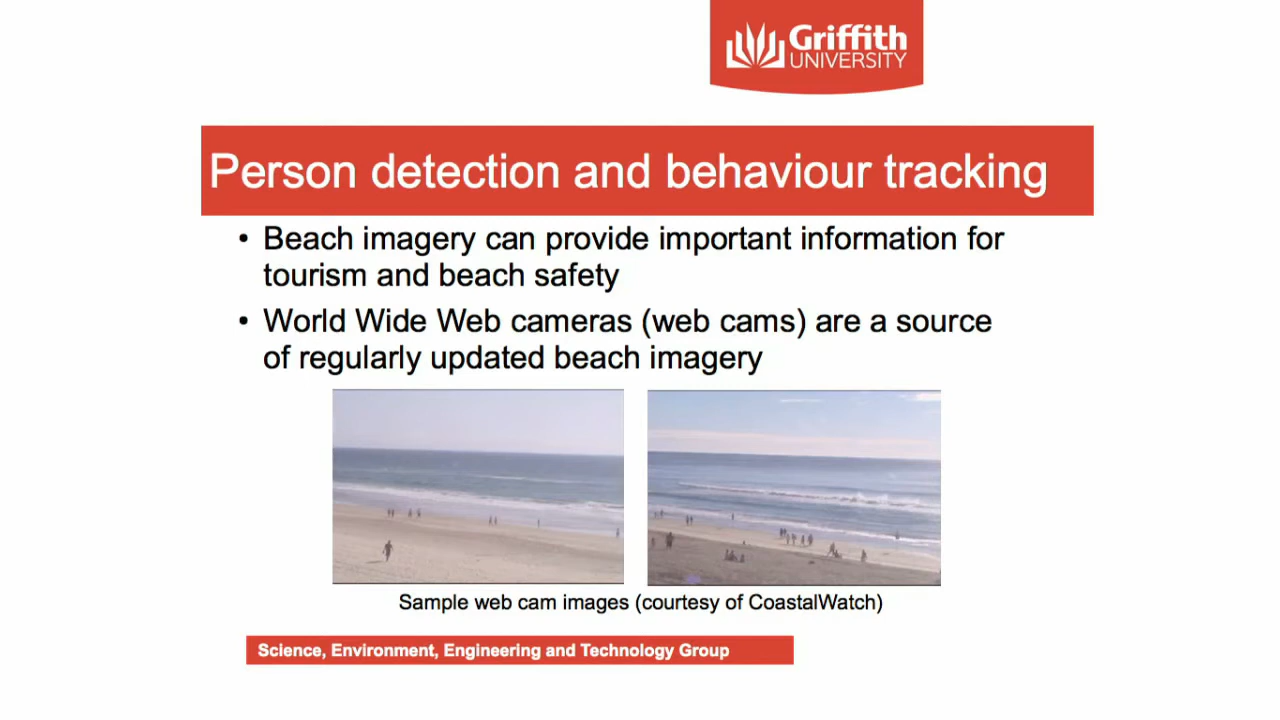 Griffith
UNIVERSITY
Person detection and behaviour tracking
• Beach imagery can provide important information for
tourism and beach safety
• World Wide Web cameras (web cams) are a source
of regularly updated beach imagery
Sample web cam images (courtesy of CoastalWatch)
Science, Environment, Engineering and Technology Group